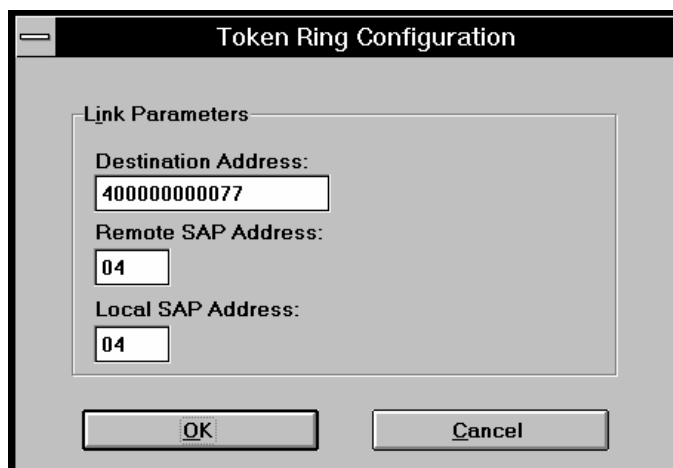 Token Ring Configuration
Link Parameters
Destination Address:
400000000077
Remote SAP Address:
04
Local SAP Address:
04
OK
Cancel